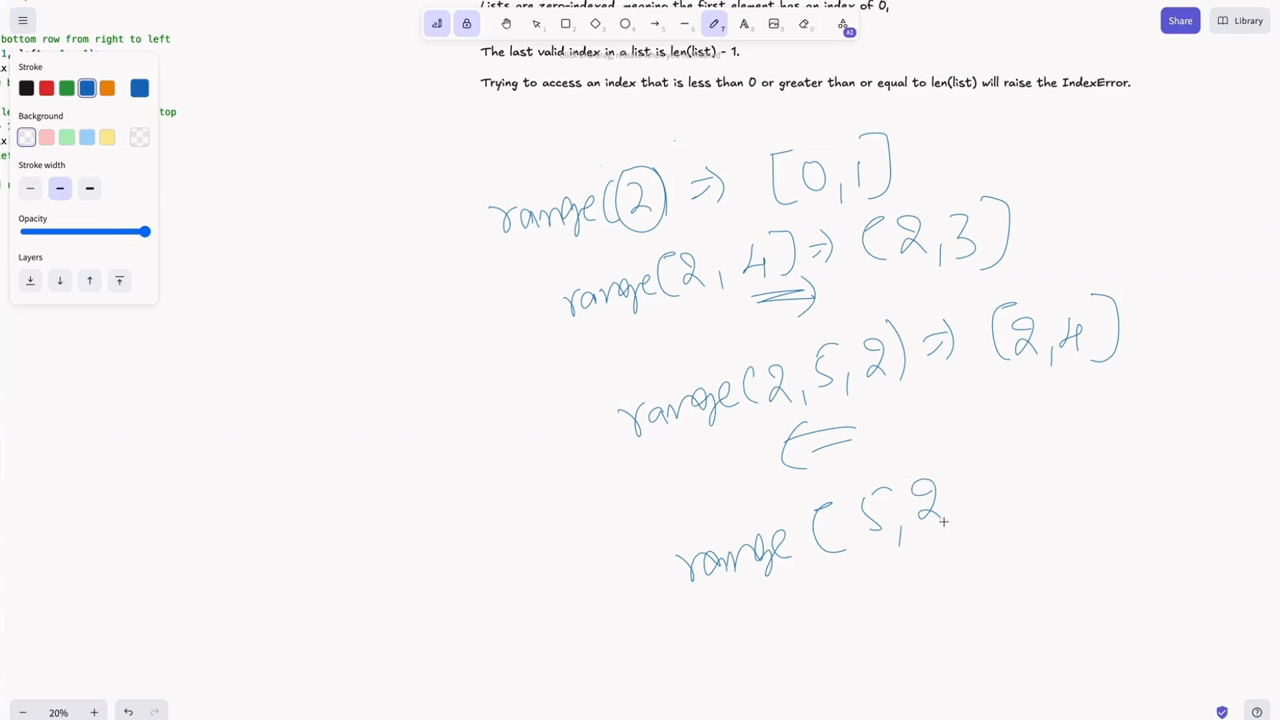 Lists are zero-indexed, meaning the first element has an index of 0,
Share
Library
bottom row from right to left
The last valid index in a list is len(list) - 1.
Stroke
Trying to access an index that is less than 0 or greater than or equal to len(list) will raise the IndexError.
Background
top
Stroke width
Opacity
Layers
range(2) => [0,1]
range(2, 4) => (2,3]
range(2,5,2) => [2,4]
range (5,2
20%